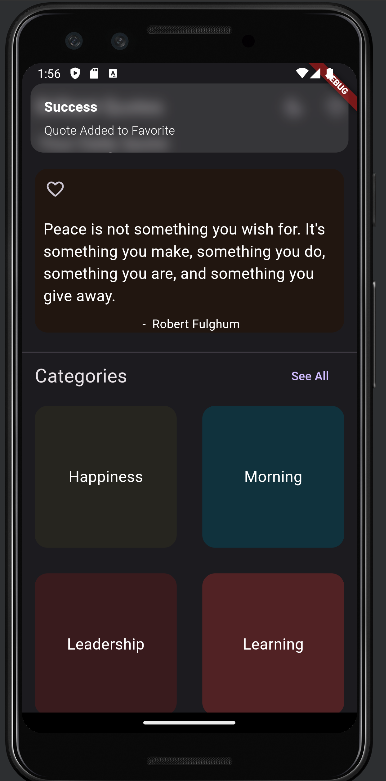 1:56
DEBUG
Success
Quote Added to Favorite
Peace is not something you wish for. It's
something you make, something you do,
something you are, and something you
give away.
- Robert Fulghum
Categories
See All
Happiness
Morning
Leadership
Learning